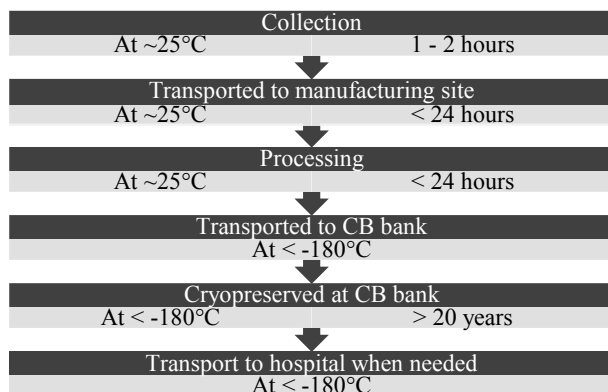 Collection
At ~25°C 1 - 2 hours
Transported to manufacturing site
At ~25°C < 24 hours
Processing
At ~25°C < 24 hours
Transported to CB bank
At < -180°C
Cryopreserved at CB bank
At < -180°C > 20 years
Transport to hospital when needed
At < -180°C